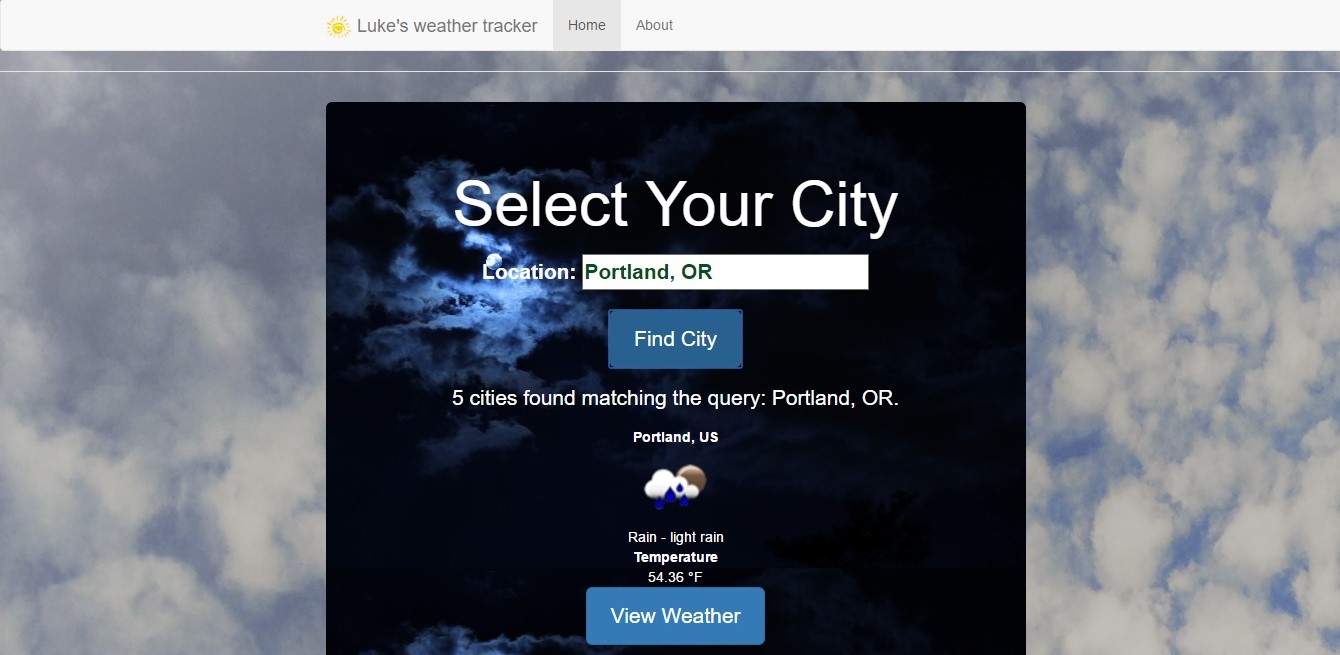 Luke's weather tracker Home About
Select Your City
Location: Portland, OR
Find City
5 cities found matching the query: Portland, OR.
Portland, US
Rain - light rain
Temperature
54.36 °F
View Weather